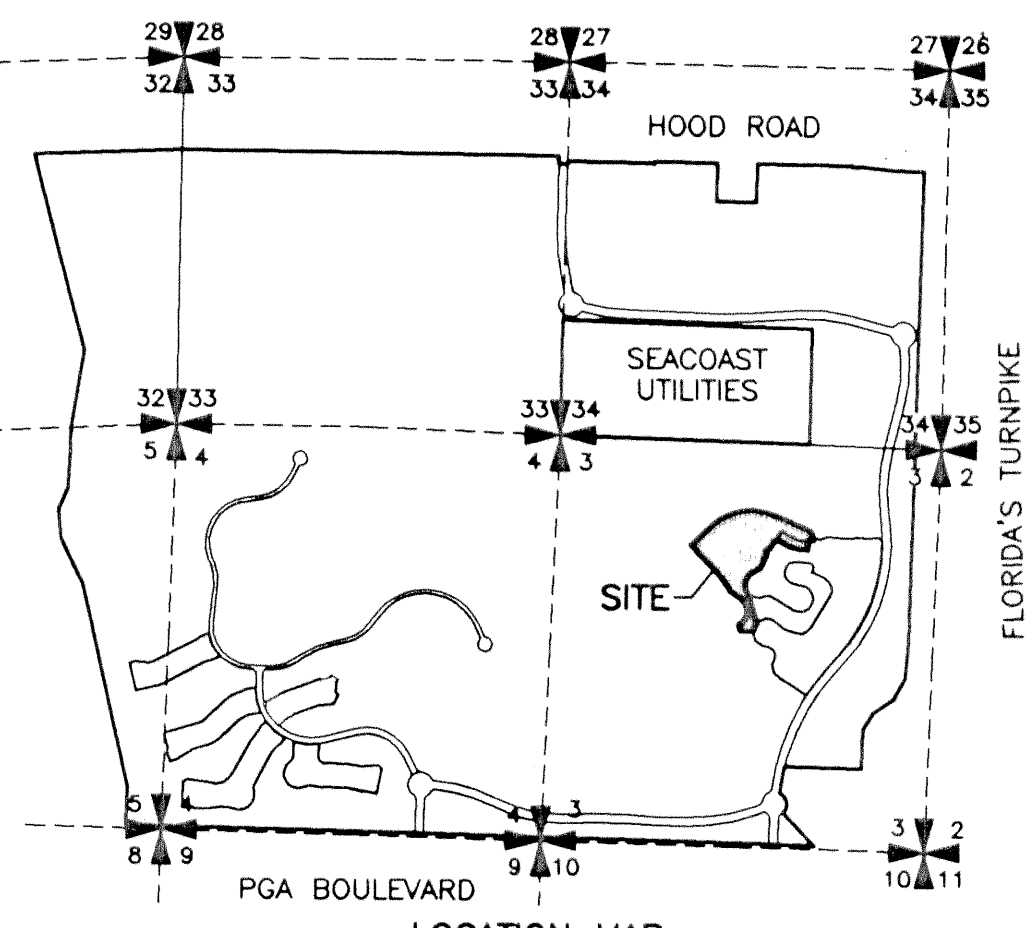 29 28
28 27
27 26
32 33
33 34
34 35
HOOD ROAD
SEACOAST
UTILITIES
32 33
33 34
34 35
5 4
4 3
3 2
FLORIDA'S TURNPIKE
SITE
5 4
4 3
3 2
8 9
9 10
10 11
PGA BOULEVARD
LOCATION MAP